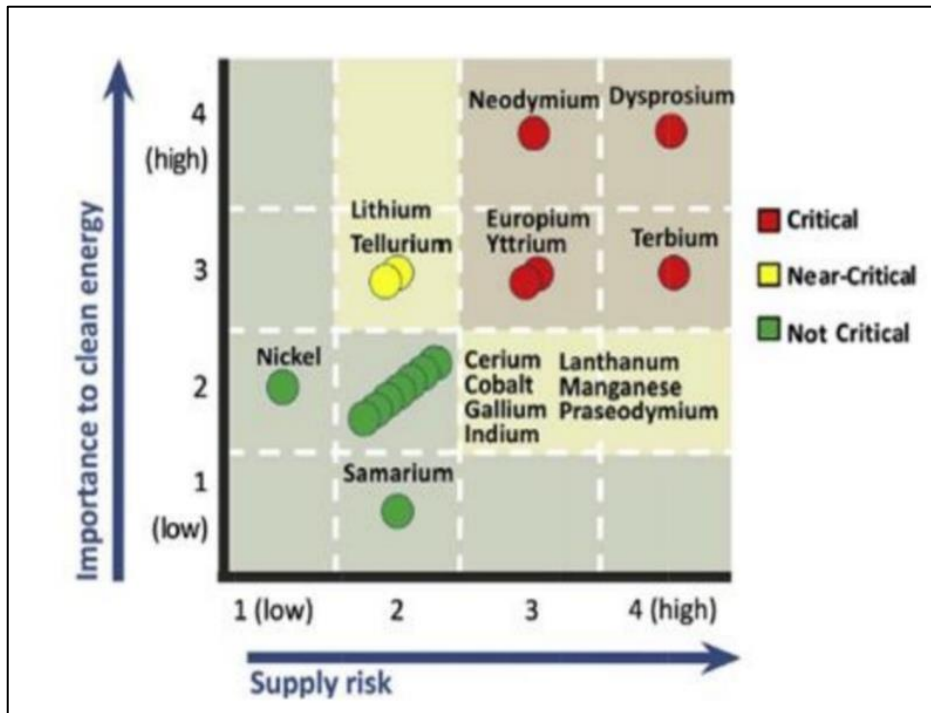 Importance to clean energy
4
(high)
3
2
1
(low)
Neodymium
Dysprosium
Lithium
Tellurium
Europium
Yttrium
Terbium
Nickel
Cerium
Cobalt
Gallium
Indium
Lanthanum
Manganese
Praseodymium
Samarium
Critical
Near-Critical
Not Critical
1 (low)
2
3
4 (high)
Supply risk